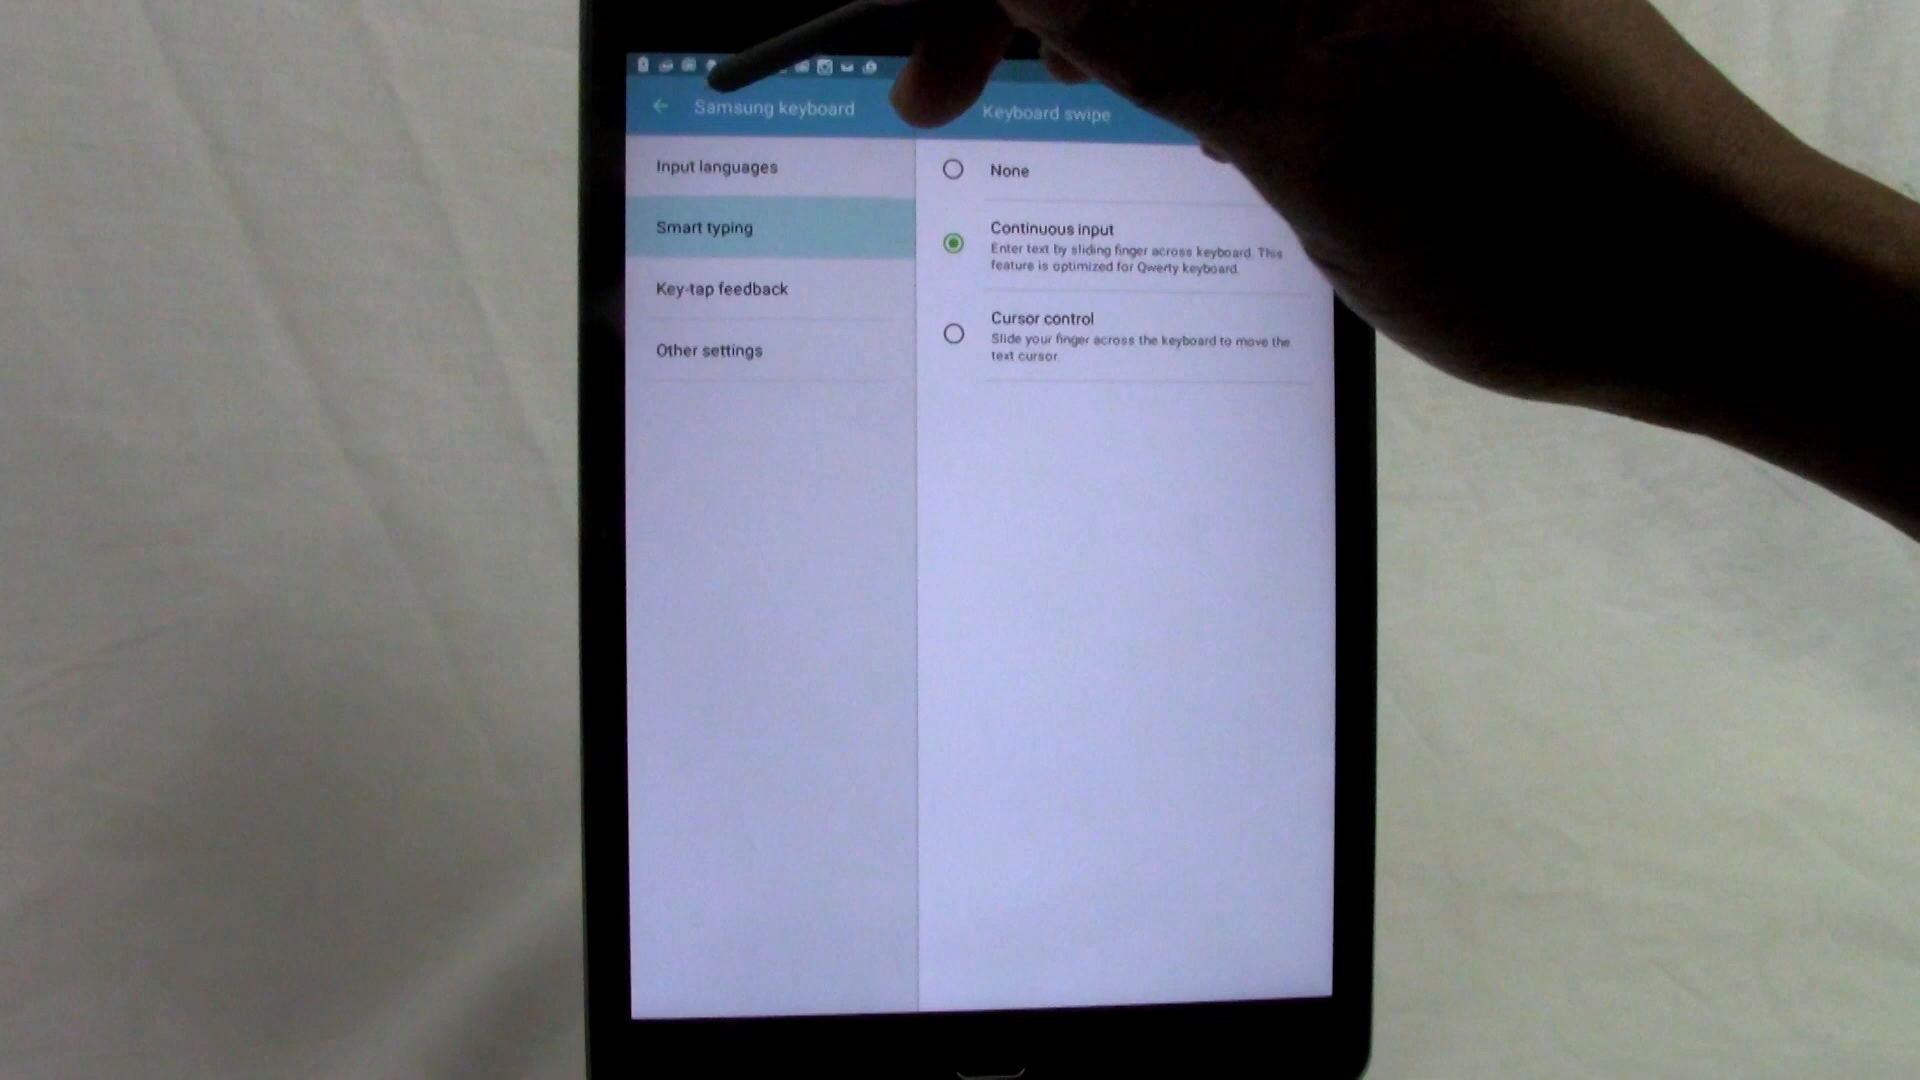 Samsung keyboard
Input languages
Smart typing
Key-tap feedback
Other settings
Keyboard swipe
None
Continuous input
Enter text by sliding finger across keyboard. This
feature is optimized for Qwerty keyboard.
Cursor control
Slide your finger across the keyboard to move the
text cursor.